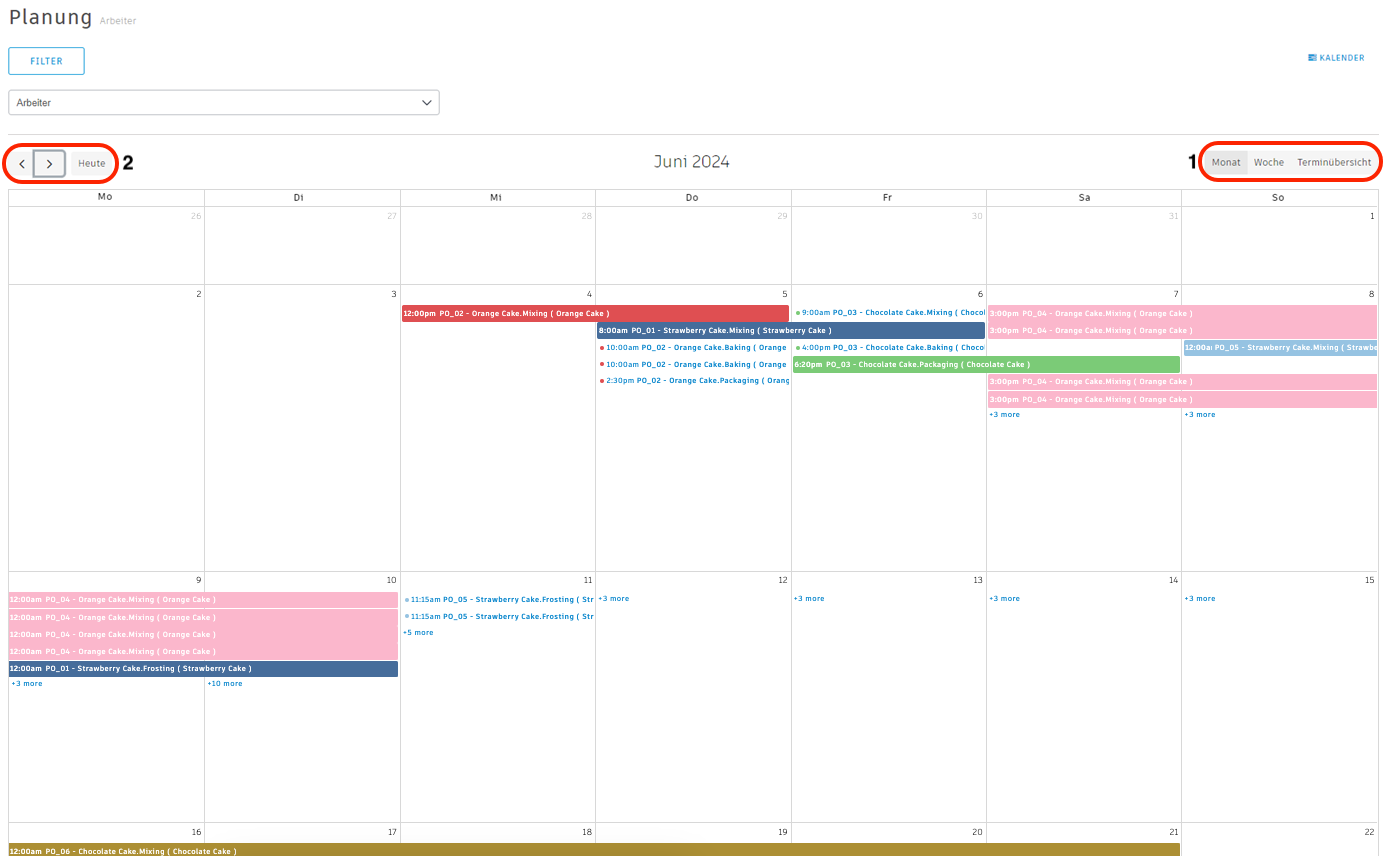 Planung Arbeiter
FILTER
KALENDER
Arbeiter
Heute 2
Juni 2024
1 Monat Woche Terminübersicht
Mo Di Mi Do Fr Sa So
26 27 28 29 30 31 1
2 3 4 5 6 7 8
12:00pm PO_02 - Orange Cake.Mixing ( Orange Cake )
9:00am PO_03 - Chocolate Cake.Mixing ( Chocol
3:00pm PO_04 - Orange Cake.Mixing ( Orange Cake )
8:00am PO_01 - Strawberry Cake.Mixing ( Strawberry Cake )
3:00pm PO_04 - Orange Cake.Mixing ( Orange Cake )
10:00am PO_02 - Orange Cake.Baking ( Orange
4:00pm PO_03 - Chocolate Cake.Baking ( Choco
12:00a PO_05 - Strawberry Cake.Mixing ( Strawbe
10:00am PO_02 - Orange Cake.Baking ( Orange
6:20pm PO_03 - Chocolate Cake.Packaging ( Chocolate Cake )
2:30pm PO_02 - Orange Cake.Packaging ( Orang
3:00pm PO_04 - Orange Cake.Mixing ( Orange Cake )
3:00pm PO_04 - Orange Cake.Mixing ( Orange Cake )
+3 more +3 more
9 10 11 12 13 14 15
12:00am PO_04 - Orange Cake.Mixing ( Orange Cake )
11:15am PO_05 - Strawberry Cake.Frosting ( Str
+3 more +3 more +3 more +3 more
12:00am PO_04 - Orange Cake.Mixing ( Orange Cake )
11:15am PO_05 - Strawberry Cake.Frosting ( Str
12:00am PO_04 - Orange Cake.Mixing ( Orange Cake )
+5 more
12:00am PO_04 - Orange Cake.Mixing ( Orange Cake )
12:00am PO_01 - Strawberry Cake.Frosting ( Strawberry Cake )
+3 more +10 more
16 17 18 19 20 21 22
12:00am PO_06 - Chocolate Cake.Mixing ( Chocolate Cake )